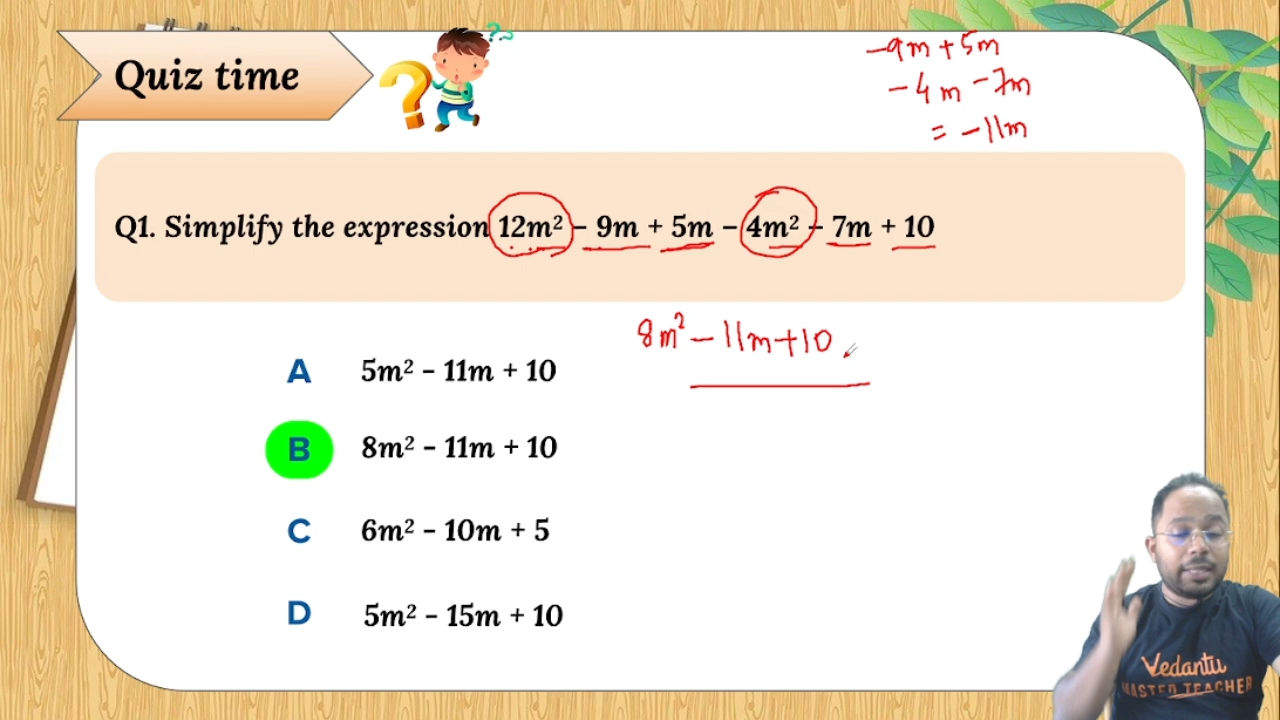 Quiz time
-9m + 5m
-4m -7m
= -11m
Q1. Simplify the expression 12m² - 9m + 5m - 4m² - 7m + 10
8m² - 11m + 10
A 5m² - 11m + 10
B 8m² - 11m + 10
C 6m² - 10m + 5
D 5m² - 15m + 10
Vedantu
MASTER TEACHER